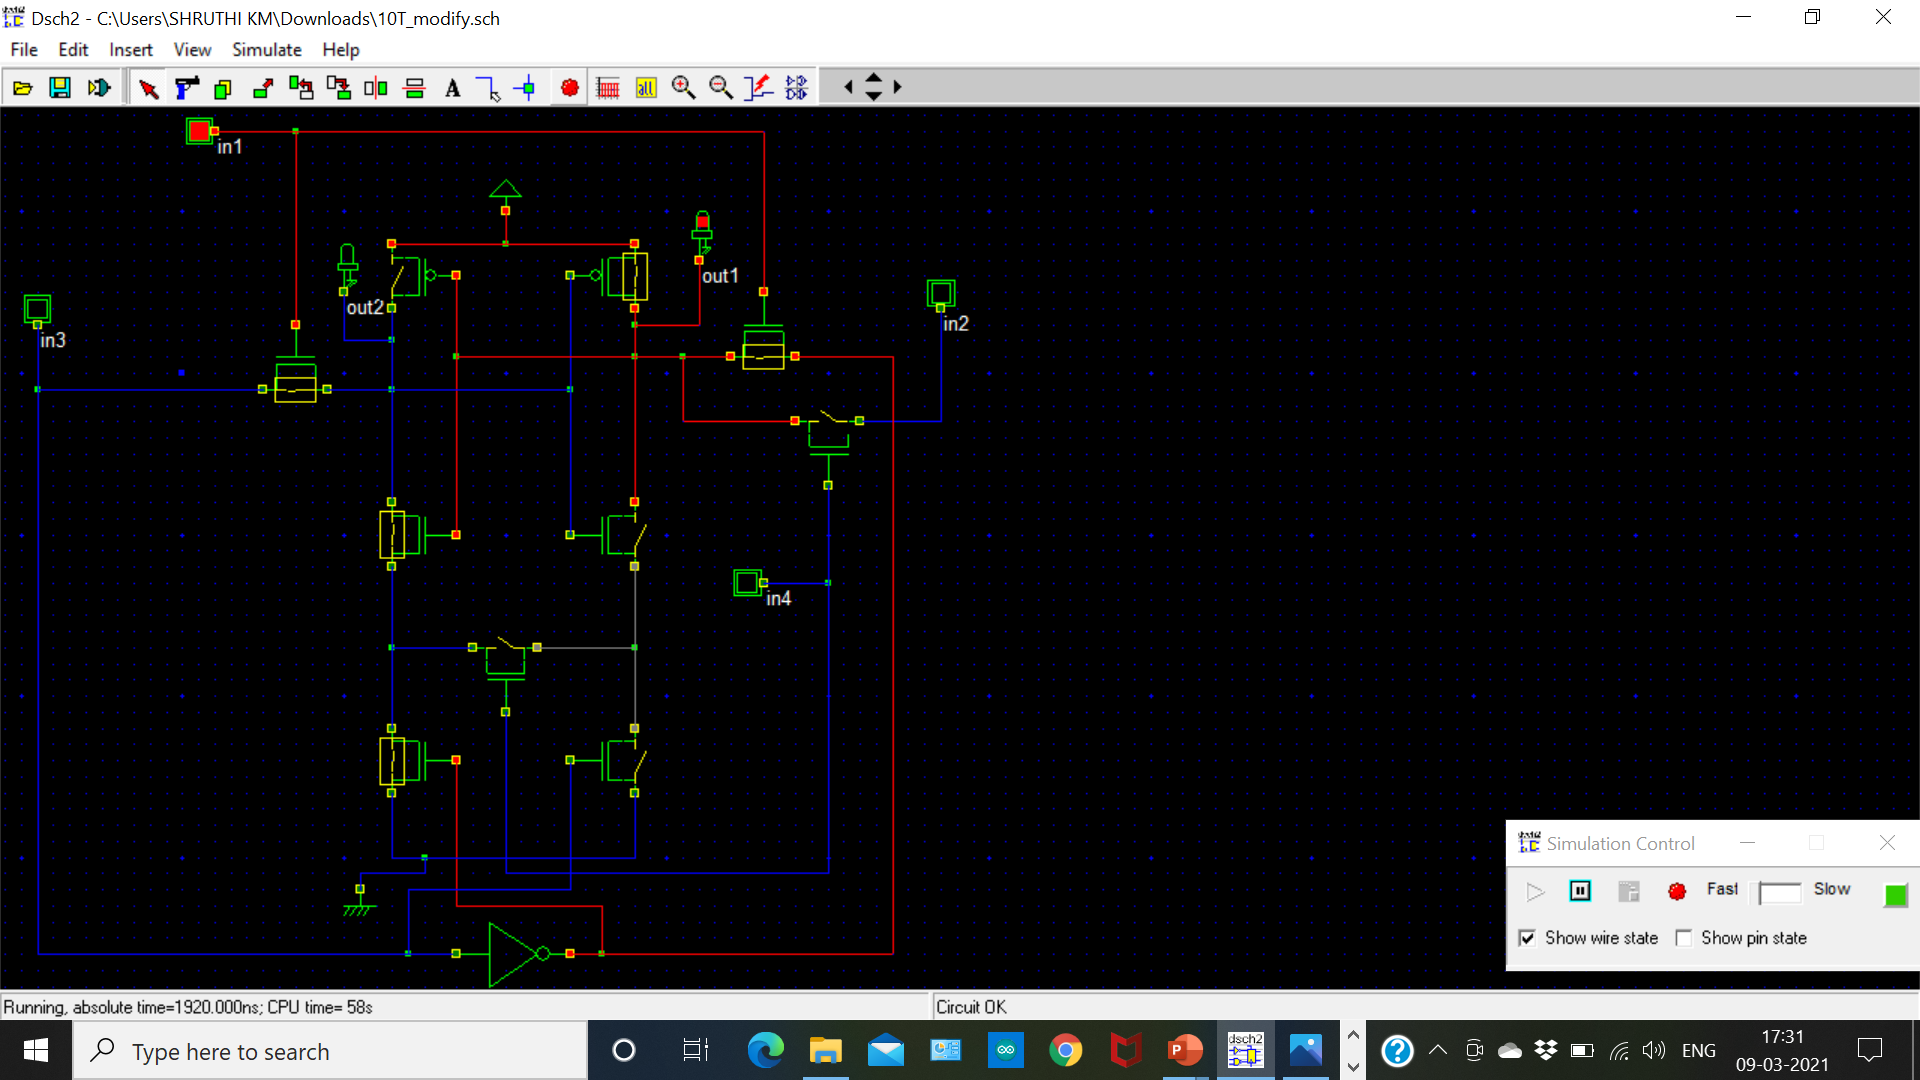 Dsch2 - C:\Users\SHRUTHI KM\Downloads\10T_modify.sch
File Edit Insert View Simulate Help
A all
in1
out1
out2
in2
in3
in4
Simulation Control
Fast Slow
Show wire state Show pin state
Running, absolute time=1920.000ns; CPU time= 58s
Circuit OK
Type here to search
P
dsch2
ENG
17:31
09-03-2021